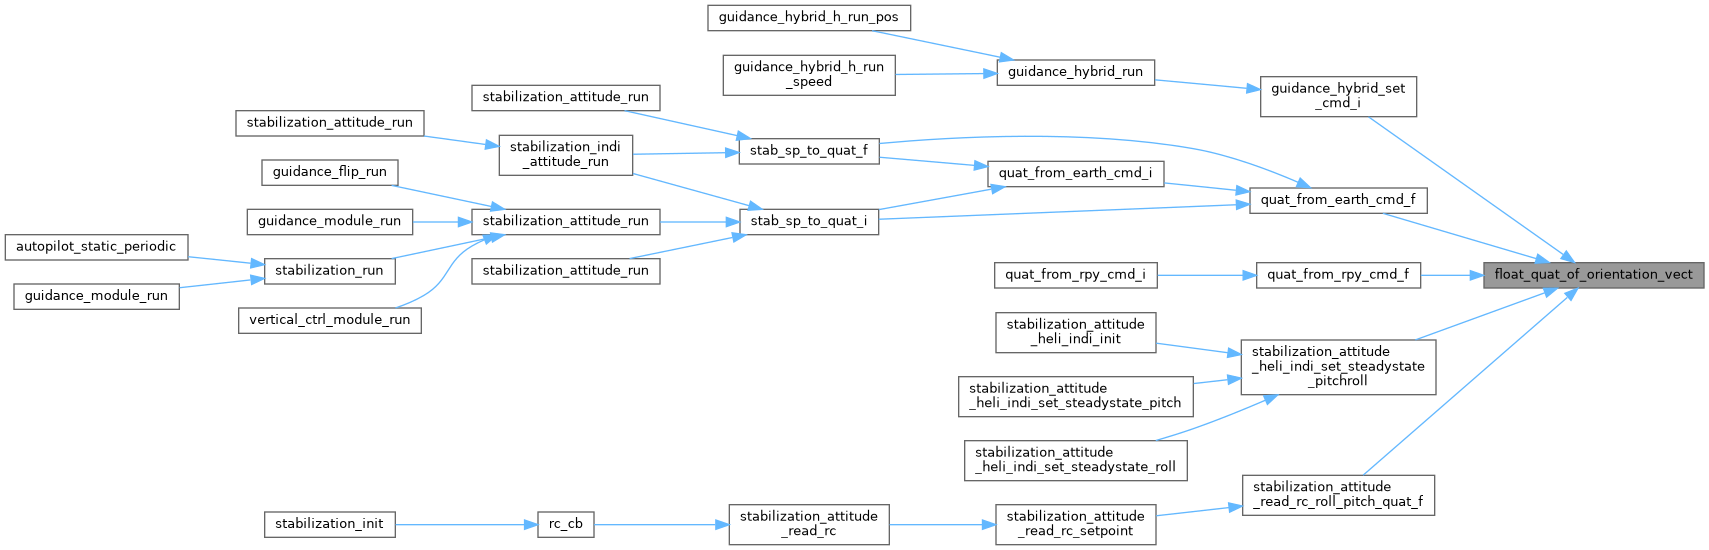 guidance_hybrid_h_run_pos
guidance_hybrid_h_run
_speed
guidance_hybrid_run
guidance_hybrid_set
_cmd_i
stabilization_attitude_run
stabilization_attitude_run
stabilization_indi
_attitude_run
stab_sp_to_quat_f
quat_from_earth_cmd_i
guidance_flip_run
quat_from_earth_cmd_f
guidance_module_run
stabilization_attitude_run
stab_sp_to_quat_i
autopilot_static_periodic
stabilization_run
stabilization_attitude_run
quat_from_rpy_cmd_i
quat_from_rpy_cmd_f
float_quat_of_orientation_vect
guidance_module_run
vertical_ctrl_module_run
stabilization_attitude
_heli_indi_init
stabilization_attitude
_heli_indi_set_steadystate
_pitchroll
stabilization_attitude
_heli_indi_set_steadystate_pitch
stabilization_attitude
_heli_indi_set_steadystate_roll
stabilization_attitude
_read_rc_roll_pitch_quat_f
stabilization_init
rc_cb
stabilization_attitude
_read_rc
stabilization_attitude
_read_rc_setpoint